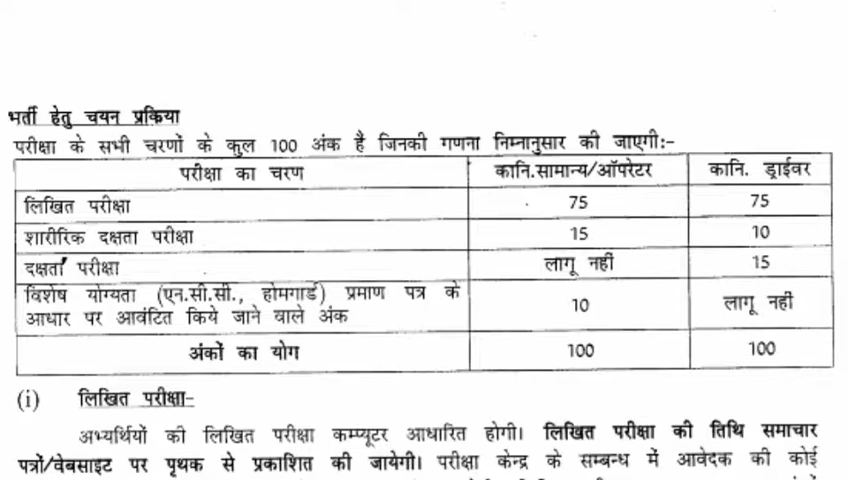 भर्ती हेतु चयन प्रक्रिया
परीक्षा के सभी चरणों के कुल 100 अंक है जिनकी गणना निम्नानुसार की जाएगी:-
परीक्षा का चरण कानि.सामान्य/ऑपरेटर कानि. ड्राईवर
लिखित परीक्षा 75 75
शारीरिक दक्षता परीक्षा 15 10
दक्षता परीक्षा लागू नहीं 15
विशेष योग्यता (एन.सी.सी., होमगार्ड) प्रमाण पत्र के
आधार पर आवंटित किये जाने वाले अंक 10 लागू नहीं
अंकों का योग 100 100
(i) लिखित परीक्षा-
अभ्यर्थियों की लिखित परीक्षा कम्प्यूटर आधारित होगी। लिखित परीक्षा की तिथि समाचार
पत्रों/वेबसाइट पर पृथक से प्रकाशित की जायेगी। परीक्षा केन्द्र के सम्बन्ध में आवेदक की कोई